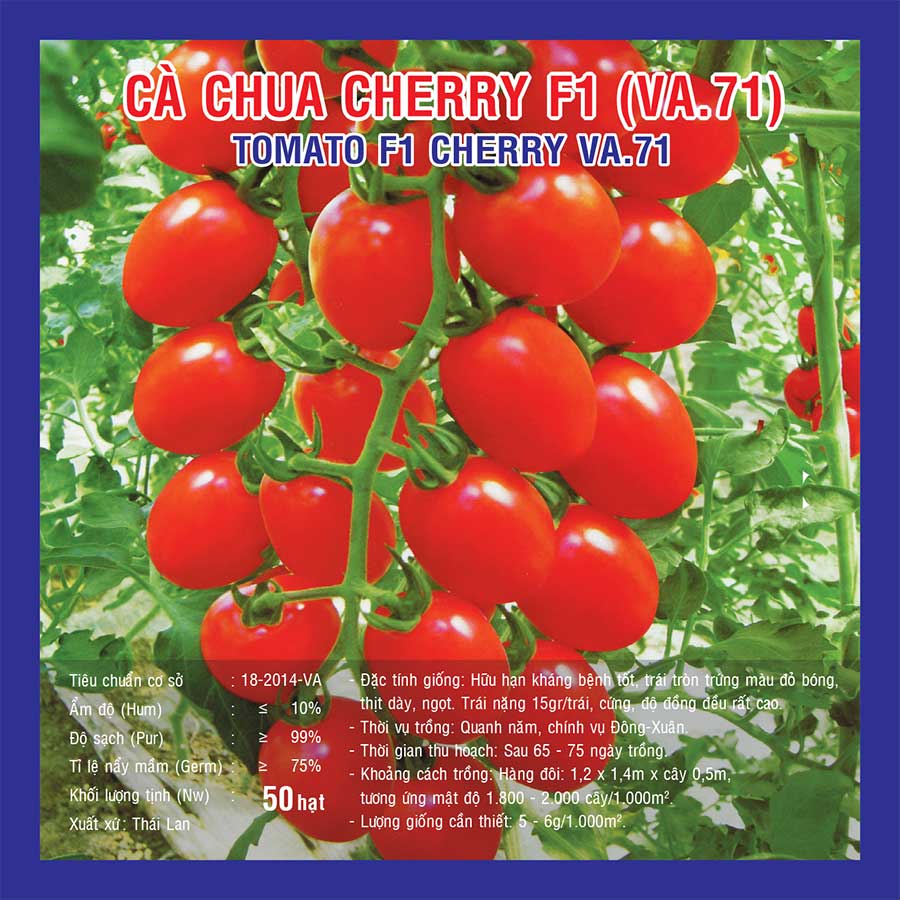 CÀ CHUA CHERRY F1 (VA.71)
TOMATO F1 CHERRY VA.71
Tiêu chuẩn cơ sở : 18-2014-VA
Ẩm độ (Hum) : ≤ 10%
Độ sạch (Pur) : ≥ 99%
Tỉ lệ nẩy mầm (Germ) : ≥ 75%
Khối lượng tịnh (Nw) : 50 hạt
Xuất xứ : Thái Lan
- Đặc tính giống: Hữu hạn kháng bệnh tốt, trái tròn trứng màu đỏ bóng,
thịt dày, ngọt. Trái nặng 15gr/trái, cứng, độ đồng đều rất cao.
- Thời vụ trồng: Quanh năm, chính vụ Đông-Xuân.
- Thời gian thu hoạch: Sau 65 - 75 ngày trồng.
- Khoảng cách trồng: Hàng đôi: 1,2 x 1,4m x cây 0,5m,
tương ứng mật độ 1.800 - 2.000 cây/1.000m².
- Lượng giống cần thiết: 5 - 6g/1.000m².